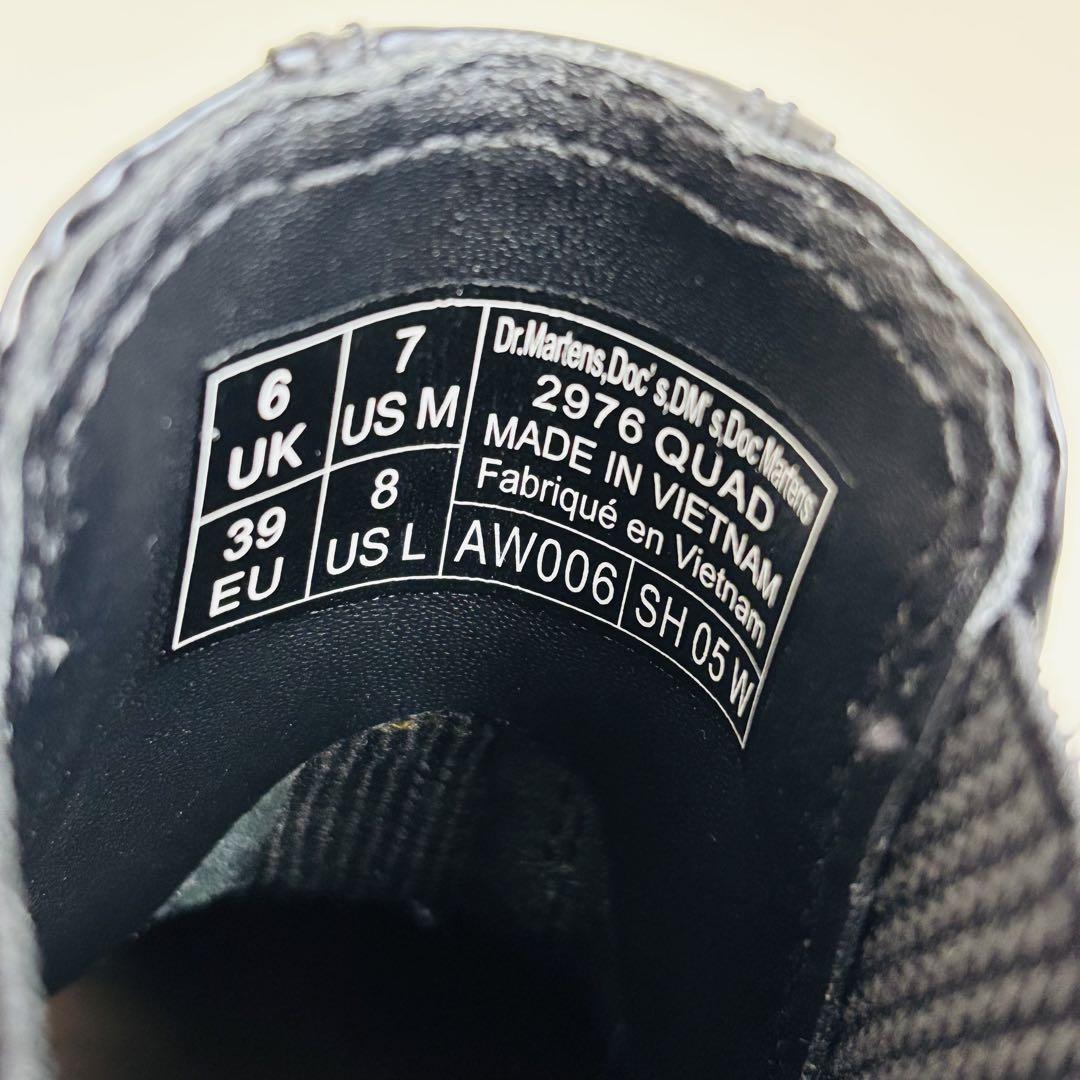 6
UK
7
US M
39
EU
8
US L
Dr.Martens,Doc's,DM's,Doc Martens
2976 QUAD
MADE IN VIETNAM
Fabriqué en Vietnam
AW006
SH 05 W